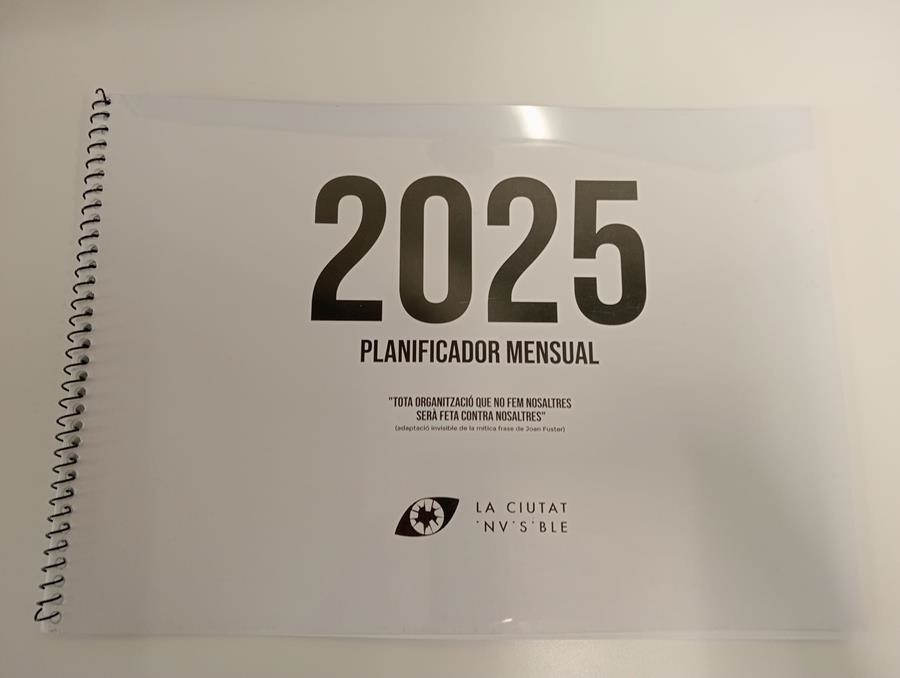 2025
PLANIFICADOR MENSUAL
"TOTA ORGANITZACIÓ QUE NO FEM NOSALTRES
SERÀ FETA CONTRA NOSALTRES"
(adaptació invisible de la mítica frase de Joan Fuster)
LA CIUTAT
˙NV˙S˙BLE